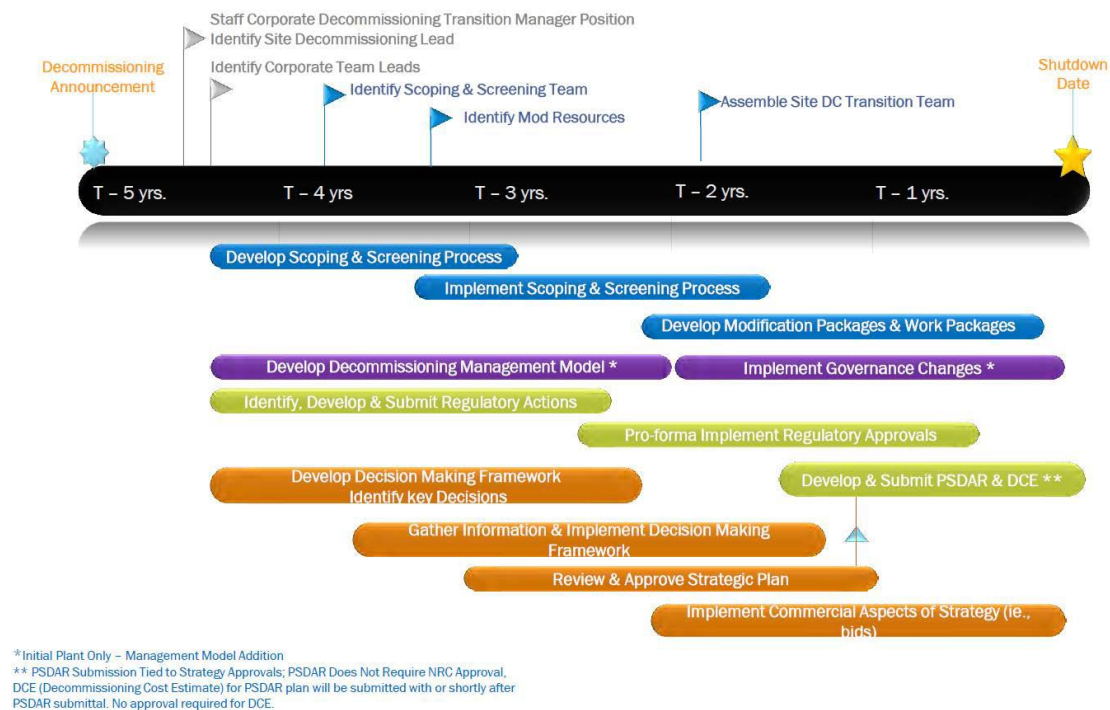 Staff Corporate Decommissioning Transition Manager Position
Identify Site Decommissioning Lead
Decommissioning
Announcement
Identify Corporate Team Leads
Identify Scoping & Screening Team
Identify Mod Resources
Assemble Site DC Transition Team
Shutdown
Date
T – 5 yrs.
T – 4 yrs
T – 3 yrs.
T – 2 yrs.
T – 1 yrs.
Develop Scoping & Screening Process
Implement Scoping & Screening Process
Develop Modification Packages & Work Packages
Develop Decommissioning Management Model *
Implement Governance Changes *
Identify, Develop & Submit Regulatory Actions
Pro-forma Implement Regulatory Approvals
Develop Decision Making Framework
Identify key Decisions
Develop & Submit PSDAR & DCE **
Gather Information & Implement Decision Making
Framework
Review & Approve Strategic Plan
Implement Commercial Aspects of Strategy (ie.,
bids)
*Initial Plant Only – Management Model Addition
** PSDAR Submission Tied to Strategy Approvals; PSDAR Does Not Require NRC Approval,
DCE (Decommissioning Cost Estimate) for PSDAR plan will be submitted with or shortly after
PSDAR submittal. No approval required for DCE.